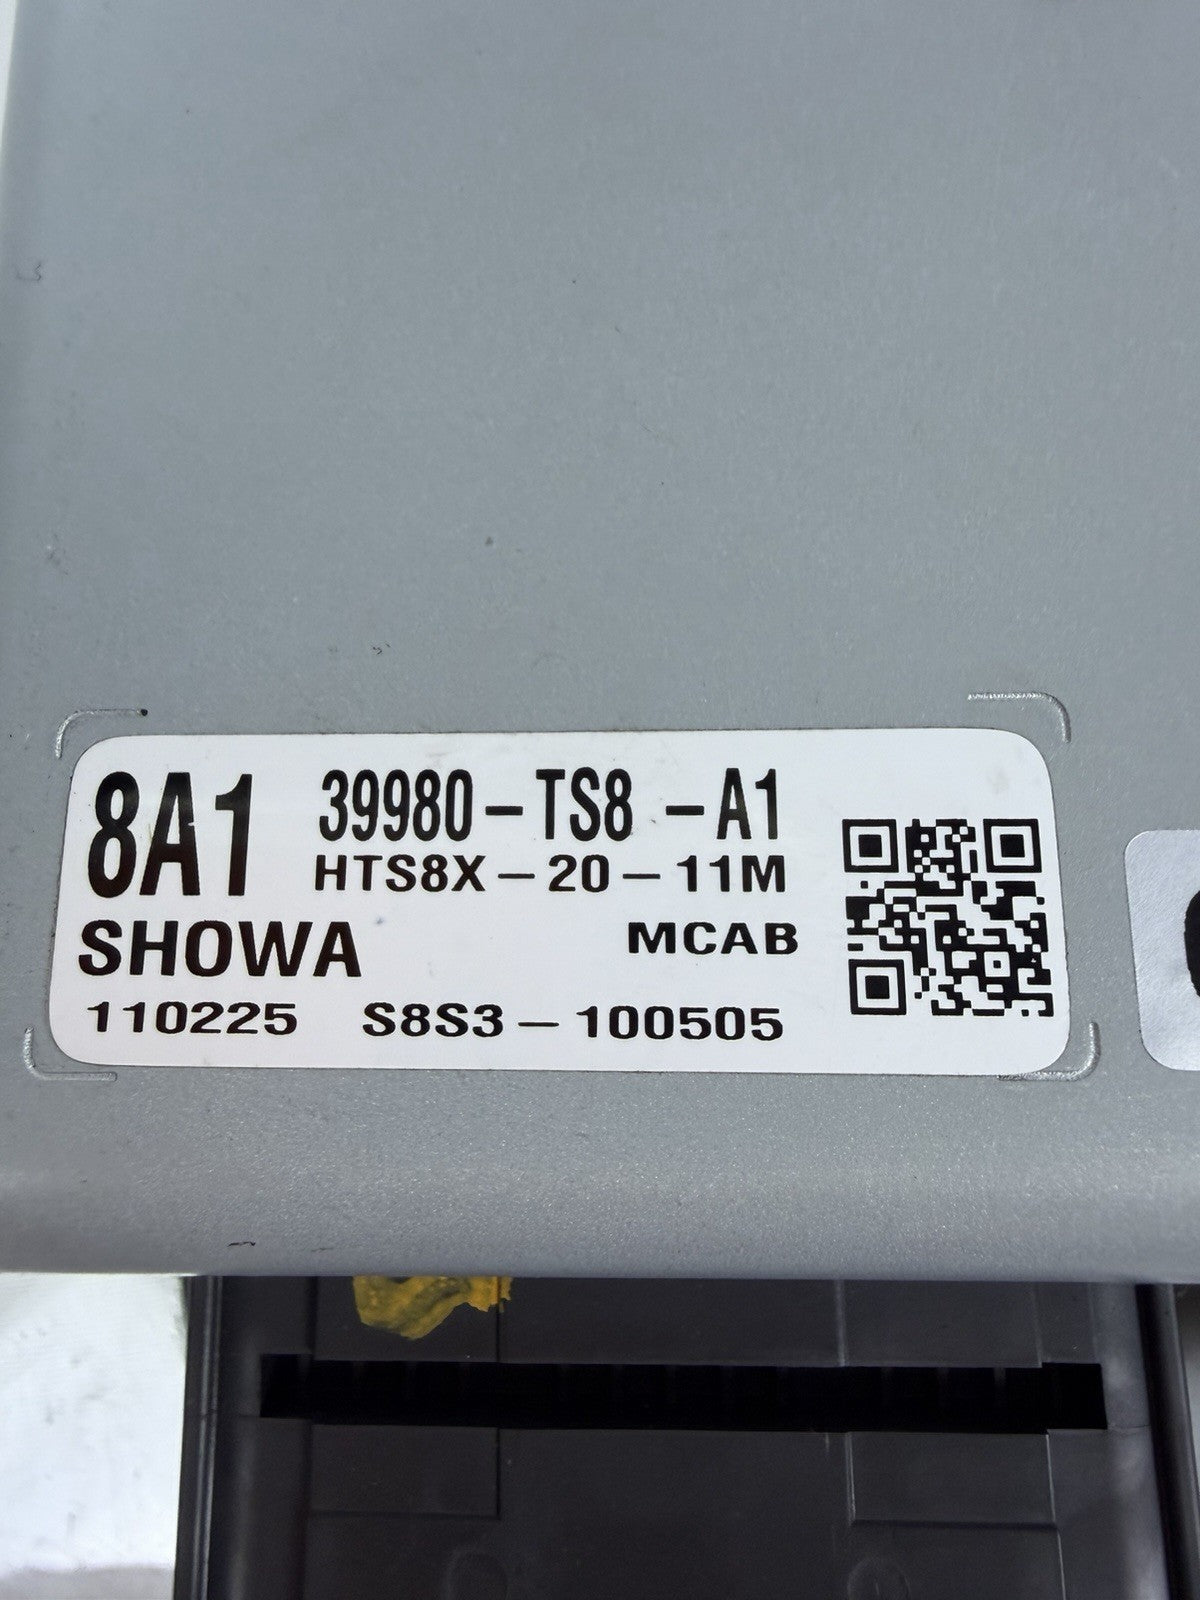 8A1 39980-TS8 -A1
HTS8X-20-11M
SHOWA MCAB
110225 S8S3-100505